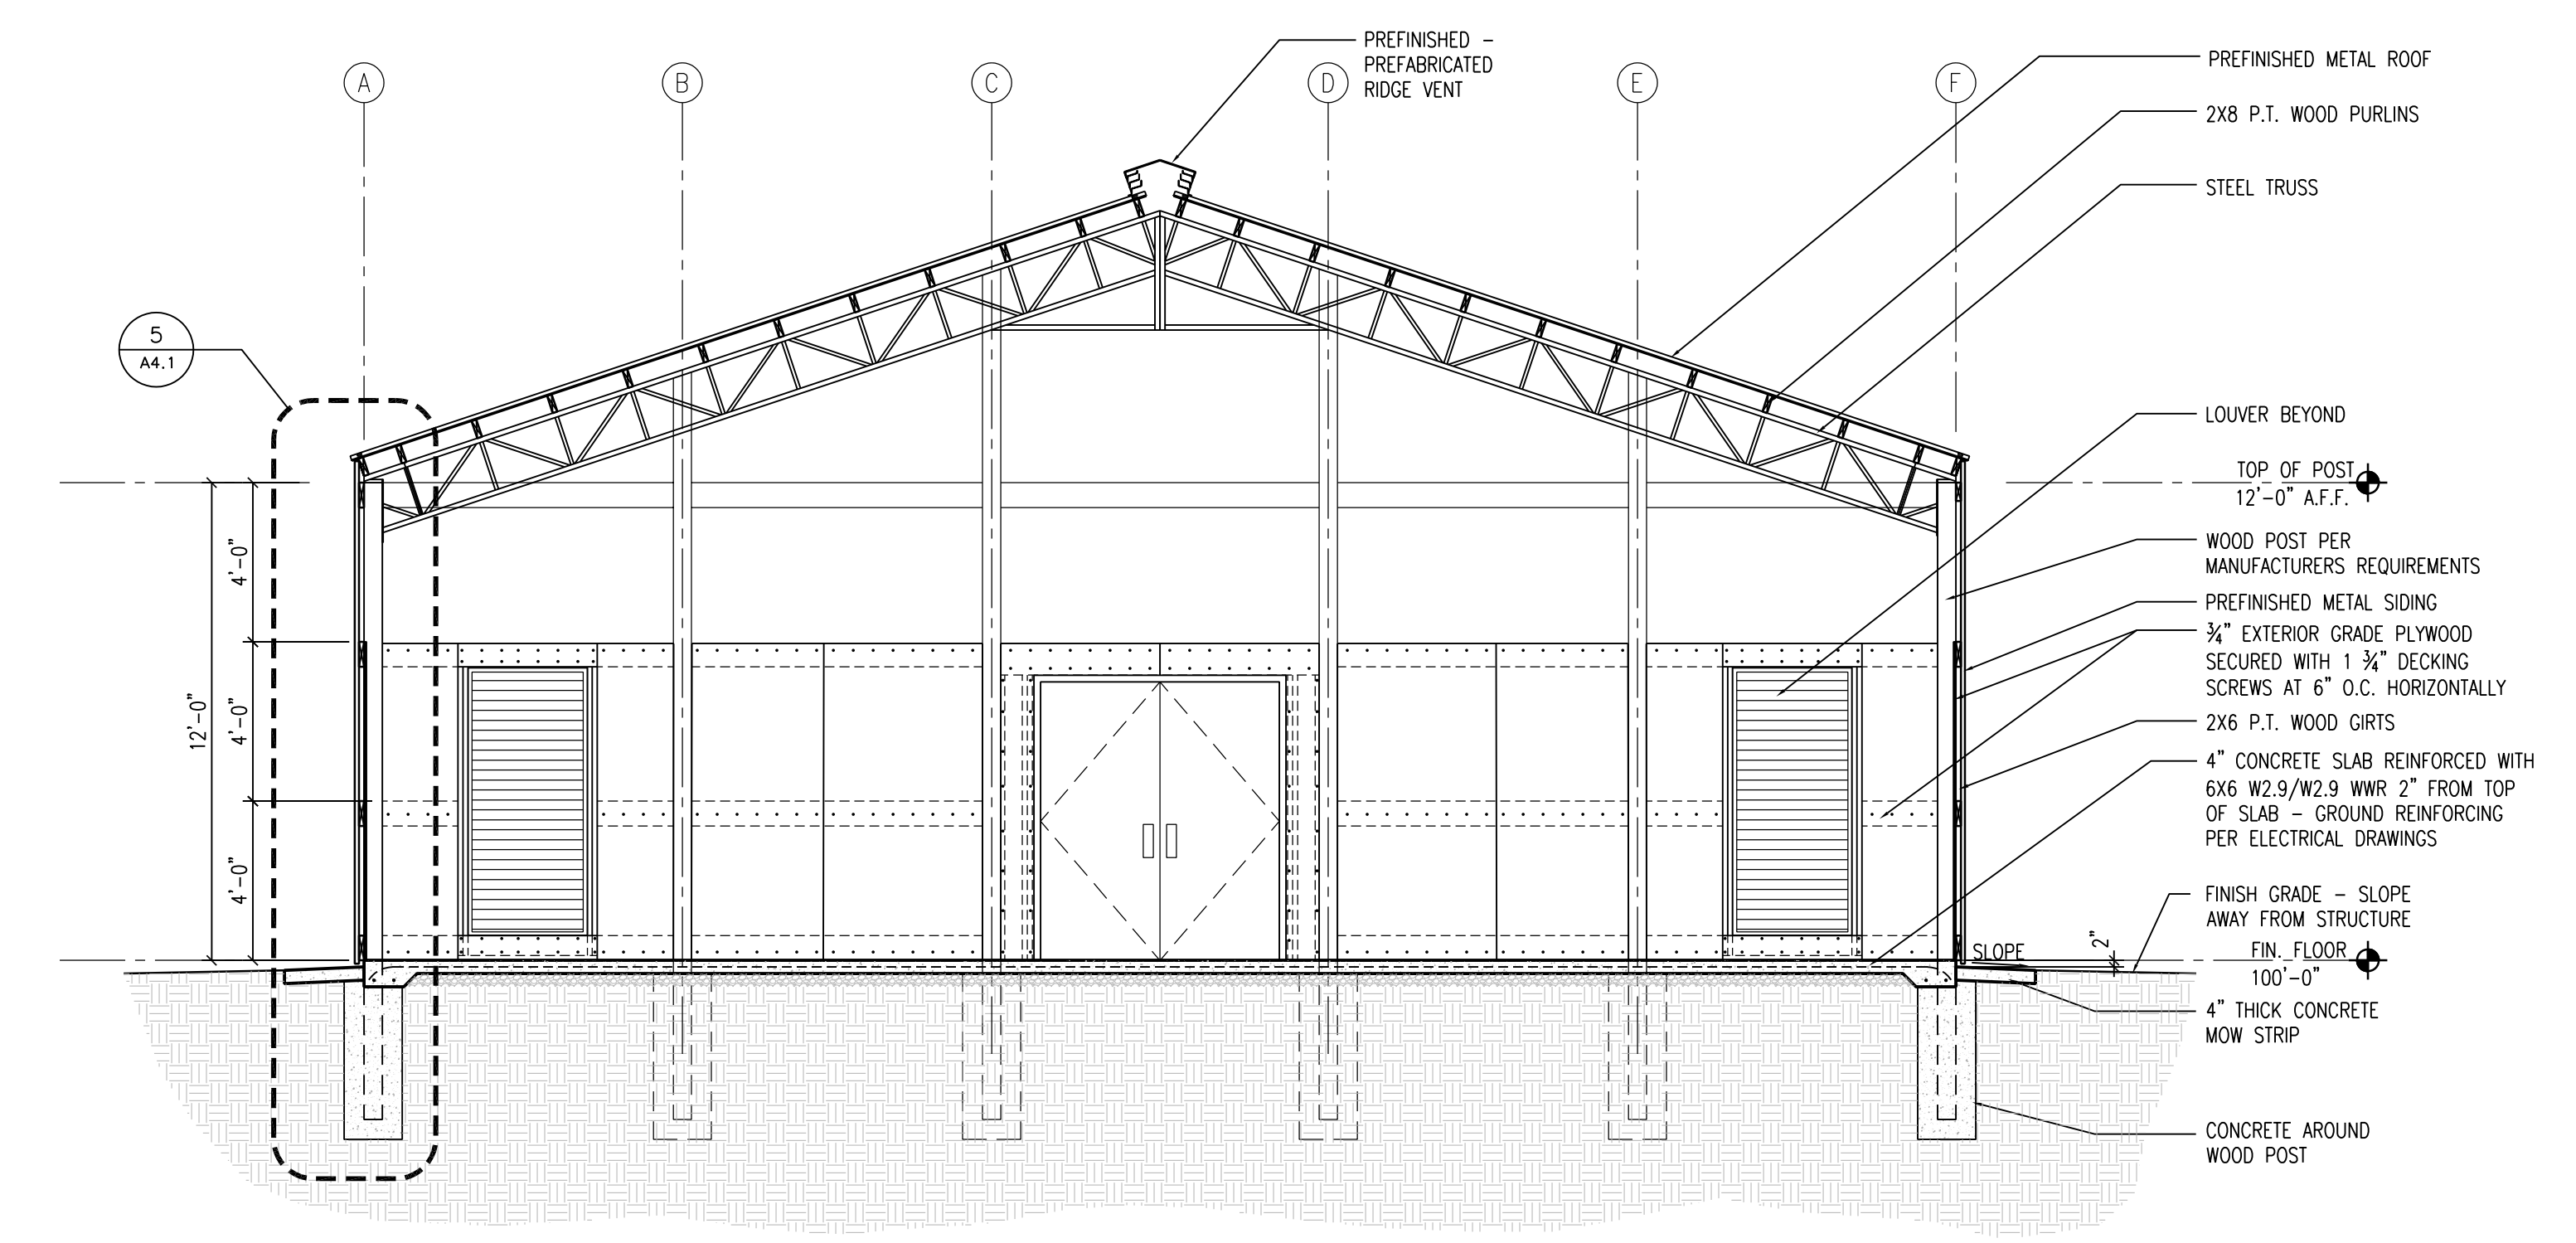 A
B
C
D
E
F
PREFINISHED –
PREFABRICATED
RIDGE VENT
PREFINISHED METAL ROOF
2X8 P.T. WOOD PURLINS
STEEL TRUSS
5
A4.1
LOUVER BEYOND
TOP OF POST
12'-0" A.F.F.
WOOD POST PER
MANUFACTURERS REQUIREMENTS
PREFINISHED METAL SIDING
¾" EXTERIOR GRADE PLYWOOD
SECURED WITH 1 ¾" DECKING
SCREWS AT 6" O.C. HORIZONTALLY
2X6 P.T. WOOD GIRTS
4" CONCRETE SLAB REINFORCED WITH
6X6 W2.9/W2.9 WWR 2" FROM TOP
OF SLAB – GROUND REINFORCING
PER ELECTRICAL DRAWINGS
12'-0"
4'-0"
4'-0"
4'-0"
FINISH GRADE – SLOPE
AWAY FROM STRUCTURE
SLOPE
2"
FIN. FLOOR
100'-0"
4" THICK CONCRETE
MOW STRIP
CONCRETE AROUND
WOOD POST